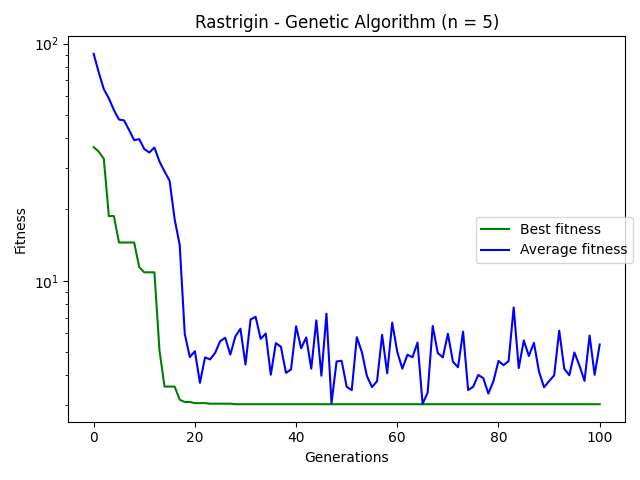 Rastrigin - Genetic Algorithm (n = 5)
10²
10¹
Fitness
Best fitness
Average fitness
0 20 40 60 80 100
Generations